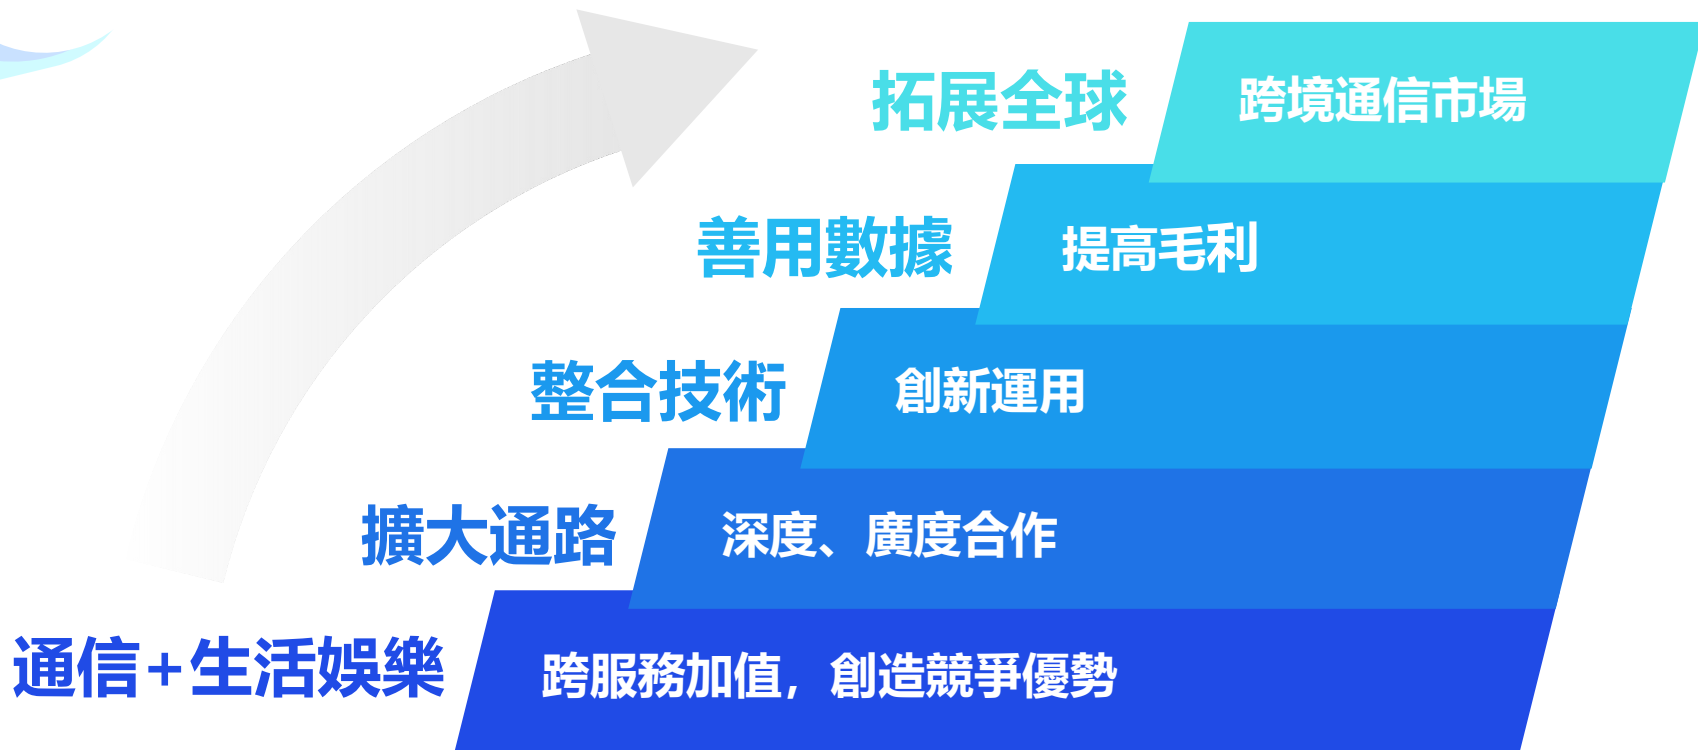 拓展全球 跨境通信市場
善用數據 提高毛利
整合技術 創新運用
擴大通路 深度、廣度合作
通信+生活娛樂 跨服務加值，創造競爭優勢